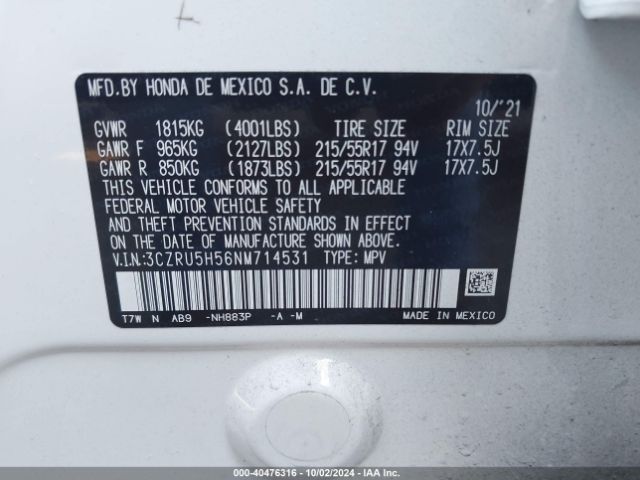 MFD.BY HONDA DE MEXICO S.A. DE C.V.
10/'21
GVWR 1815KG (4001LBS) TIRE SIZE RIM SIZE
GAWR F 965KG (2127LBS) 215/55R17 94V 17X7.5J
GAWR R 850KG (1873LBS) 215/55R17 94V 17X7.5J
THIS VEHICLE CONFORMS TO ALL APPLICABLE
FEDERAL MOTOR VEHICLE SAFETY
AND THEFT PREVENTION STANDARDS IN EFFECT
ON THE DATE OF MANUFACTURE SHOWN ABOVE.
V.I.N:3CZRU5H56NM714531 TYPE: MPV
T7W N AB9 -NH883P -A -M MADE IN MEXICO
000-40476316 • 10/02/2024 • IAA Inc.